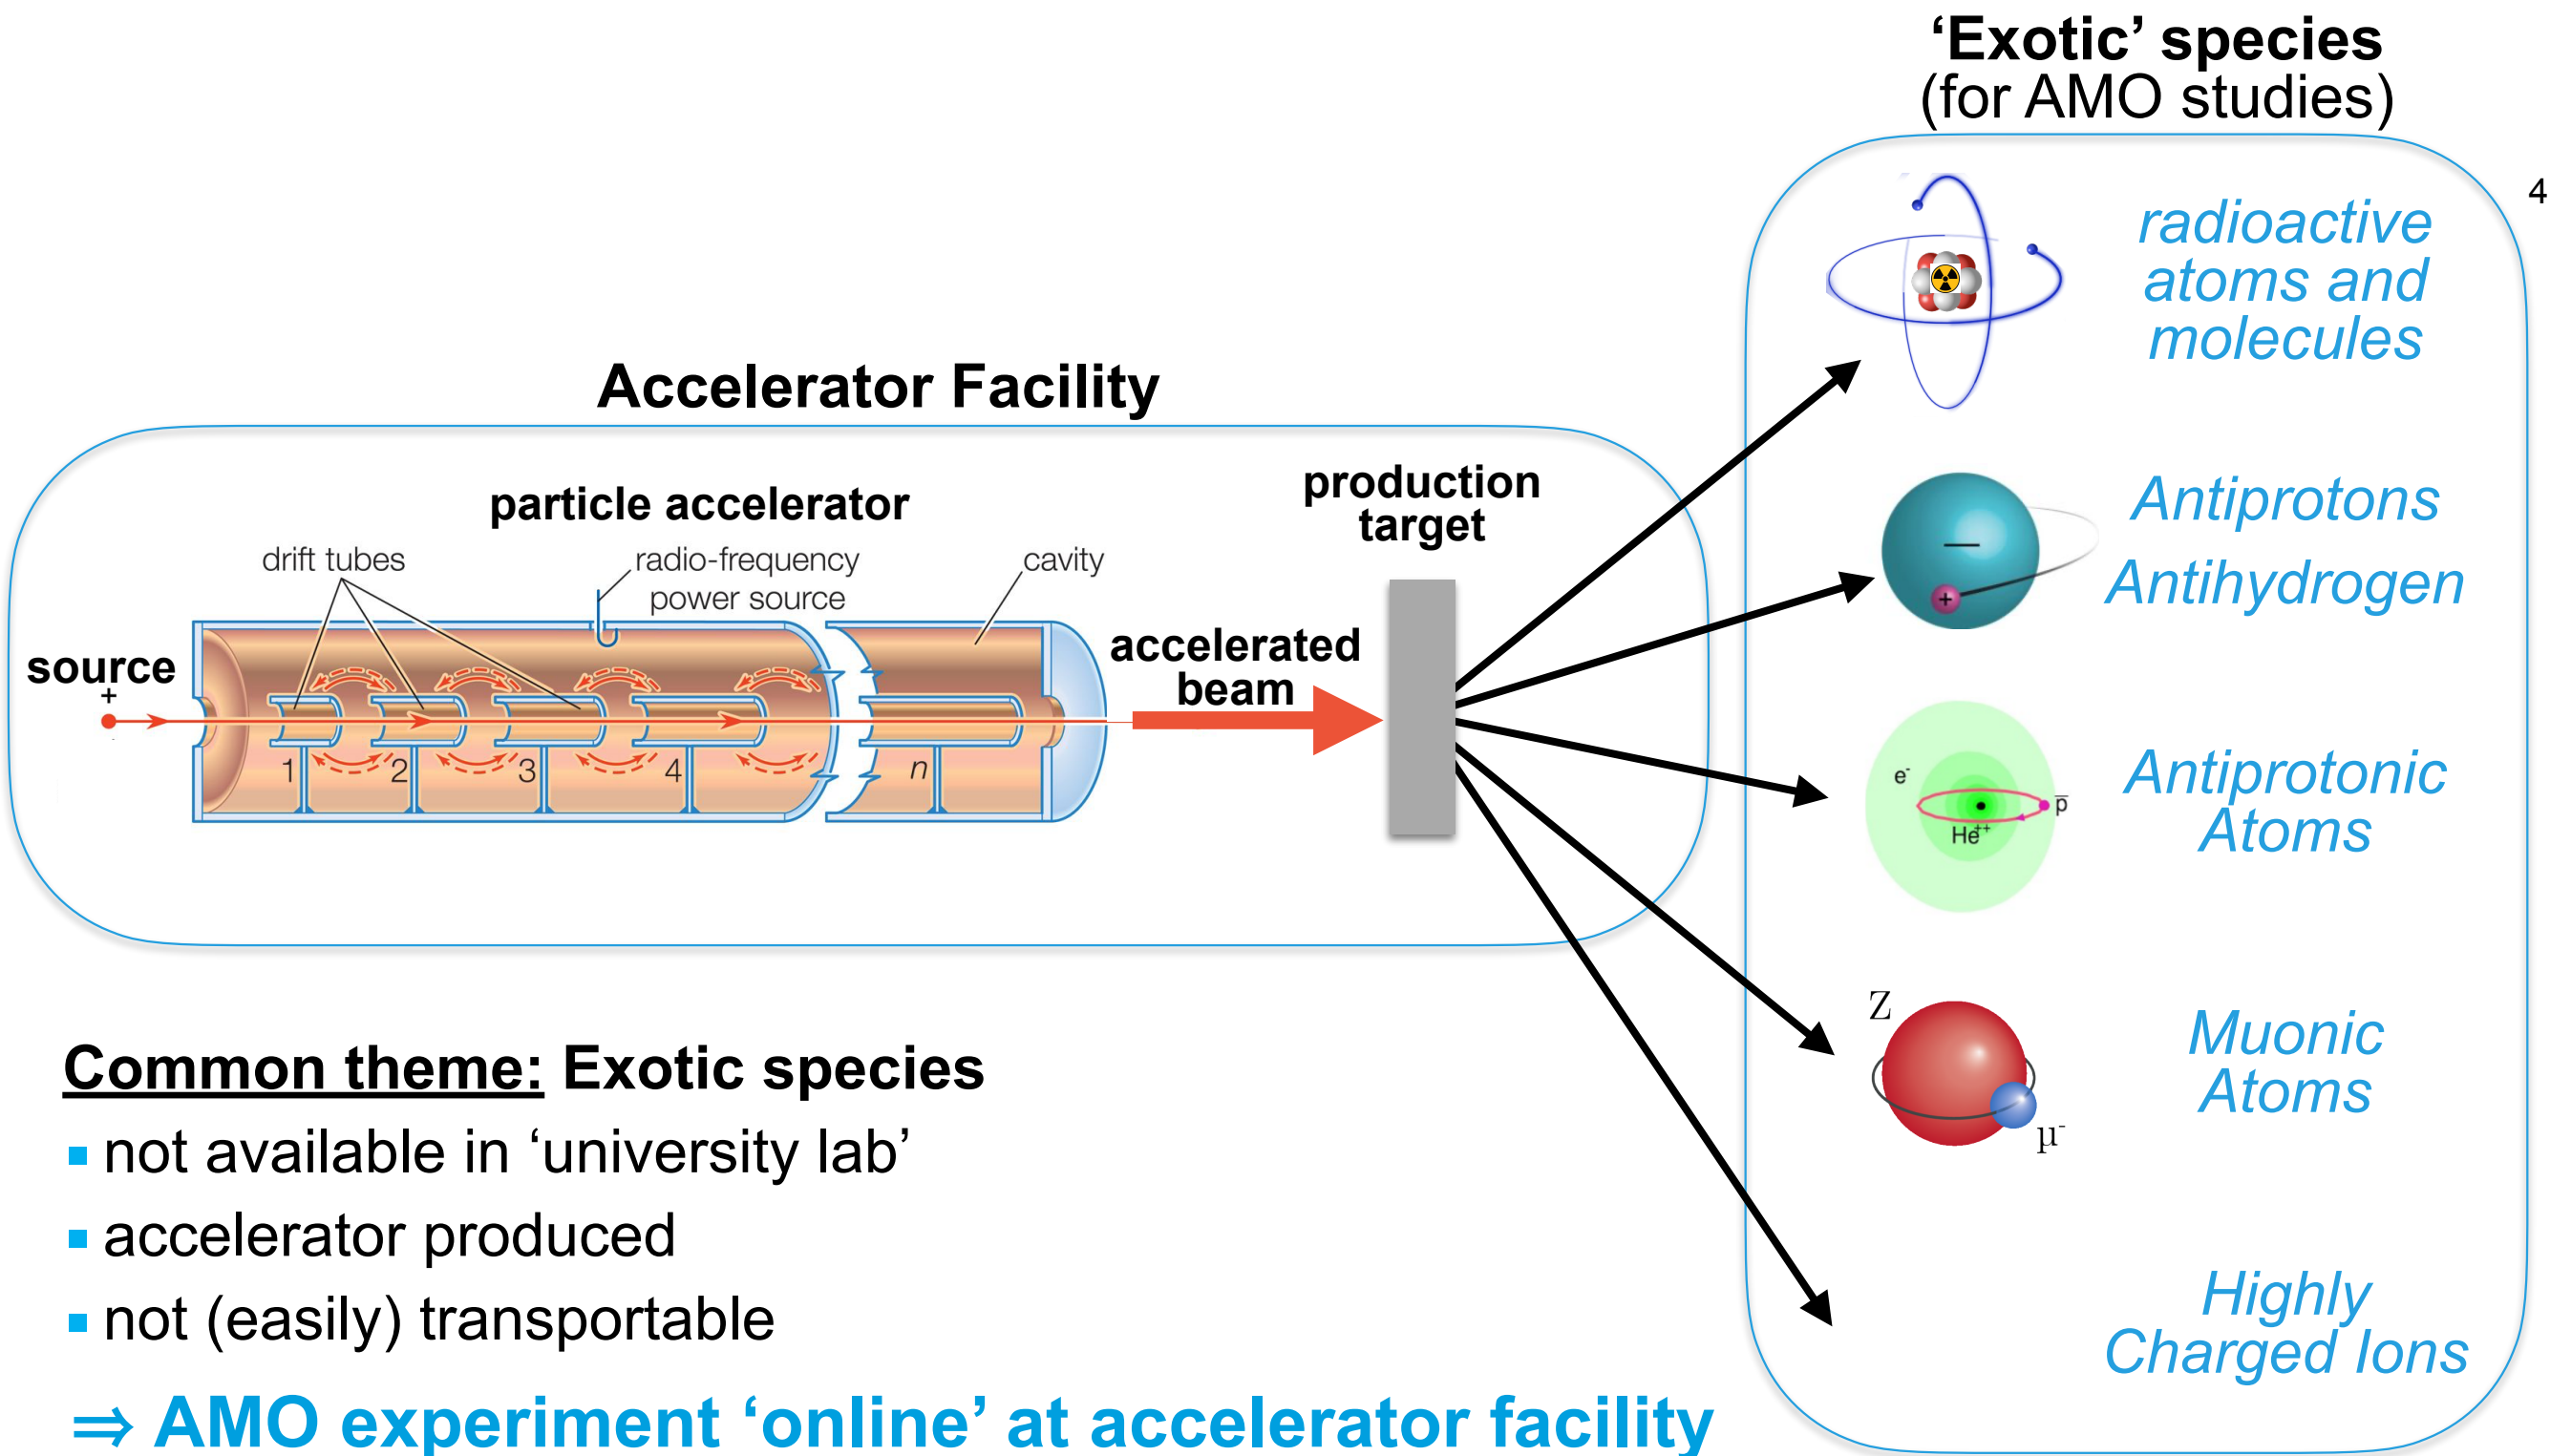 ‘Exotic’ species
(for AMO studies)
4
radioactive
atoms and
molecules
Antiprotons
Antihydrogen
+
—
e-
p̅
He++
Antiprotonic
Atoms
Z
μ-
Muonic
Atoms
Highly
Charged Ions
Accelerator Facility
particle accelerator
drift tubes
radio-frequency
power source
cavity
production
target
source
+
accelerated
beam
1 2 3 4 n
Common theme: Exotic species
▪ not available in ‘university lab’
▪ accelerator produced
▪ not (easily) transportable
⇒ AMO experiment ‘online’ at accelerator facility